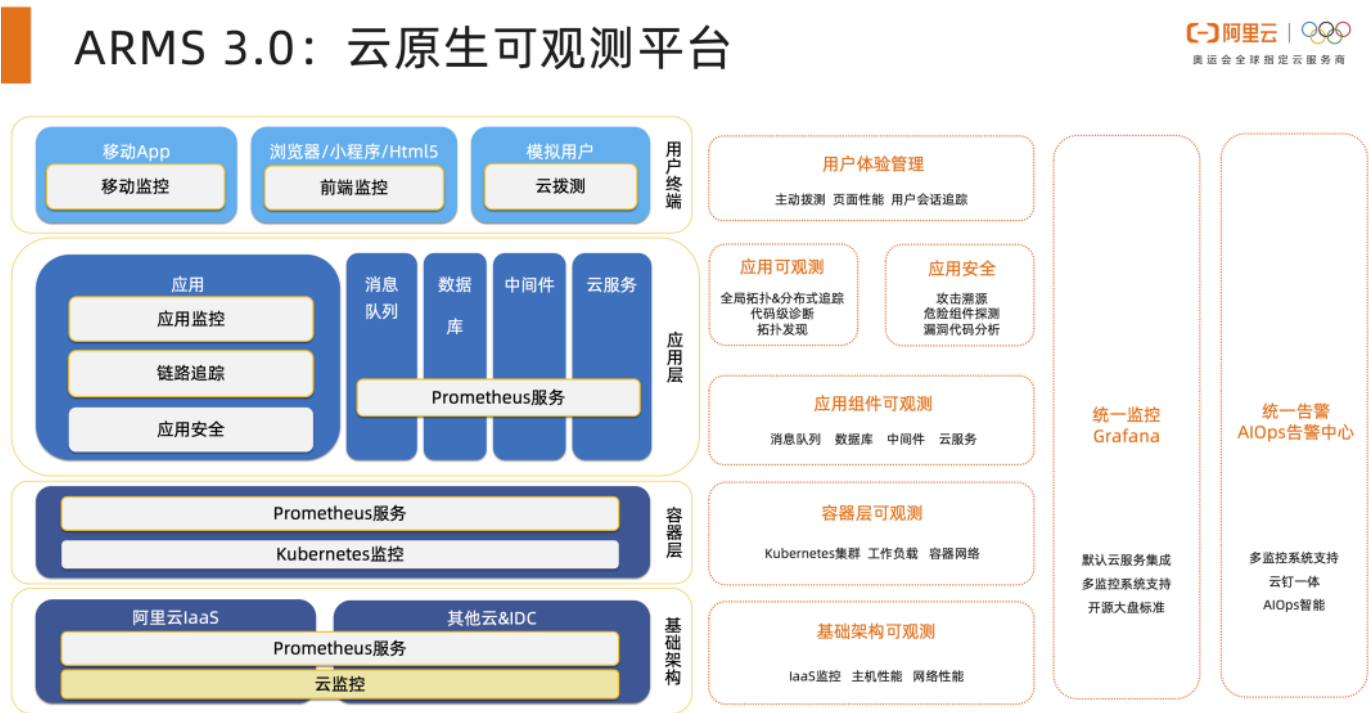 ARMS 3.0：云原生可观测平台
阿里云
奥运会全球指定云服务商
移动App
移动监控
浏览器/小程序/Html5
前端监控
模拟用户
云拨测
用户终端
用户体验管理
主动拨测 页面性能 用户会话追踪
应用
应用监控
链路追踪
应用安全
消息
队列
数据
库
中间件
云服务
Prometheus服务
应用层
应用可观测
全局拓扑&分布式追踪
代码级诊断
拓扑发现
应用安全
攻击溯源
危险组件探测
漏洞代码分析
应用组件可观测
消息队列 数据库 中间件 云服务
Prometheus服务
Kubernetes监控
容器层
容器层可观测
Kubernetes集群 工作负载 容器网络
阿里云IaaS
其他云&IDC
Prometheus服务
云监控
基础架构
基础架构可观测
IaaS监控 主机性能 网络性能
统一监控
Grafana
默认云服务集成
多监控系统支持
开源大盘标准
统一告警
AIOps告警中心
多监控系统支持
云钉一体
AIOps智能